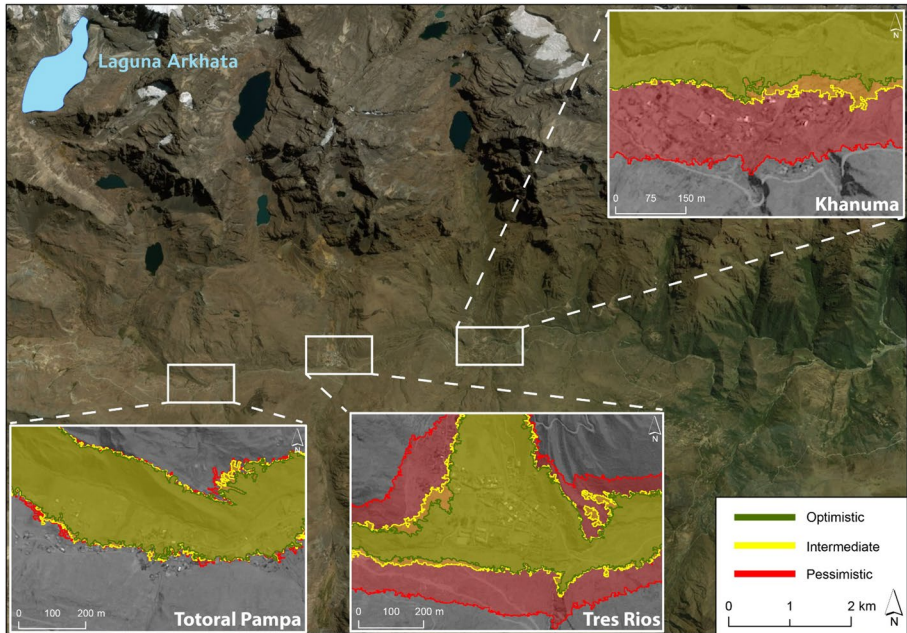 Laguna Arkhata
N
0 75 150 m
Khanuma
N
0 100 200 m
Totoral Pampa
N
0 100 200 m
Tres Rios
Optimistic
Intermediate
Pessimistic
0 1 2 km
N